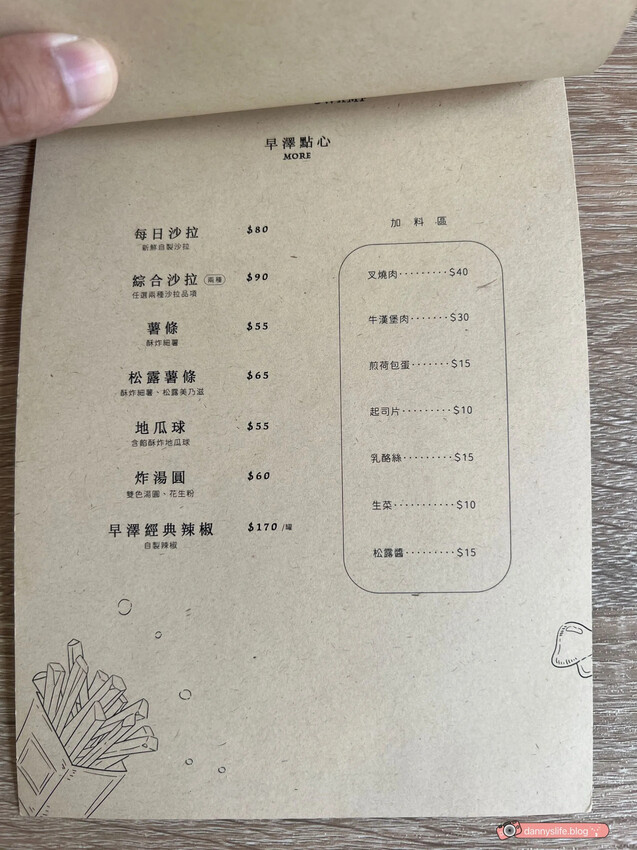 早澤點心
MORE
每日沙拉 $80
新鮮自製沙拉
綜合沙拉 兩種 $90
任選兩種沙拉品項
薯條 $55
酥炸細薯
松露薯條 $65
酥炸細薯、松露美乃滋
地瓜球 $55
含餡酥炸地瓜球
炸湯圓 $60
雙色湯圓、花生粉
早澤經典辣椒 $170 /罐
自製辣椒
加料區
叉燒肉·········$40
牛漢堡肉·······$30
煎荷包蛋·······$15
起司片·········$10
乳酪絲·········$15
生菜···········$10
松露醬·········$15
dannyslife.blog